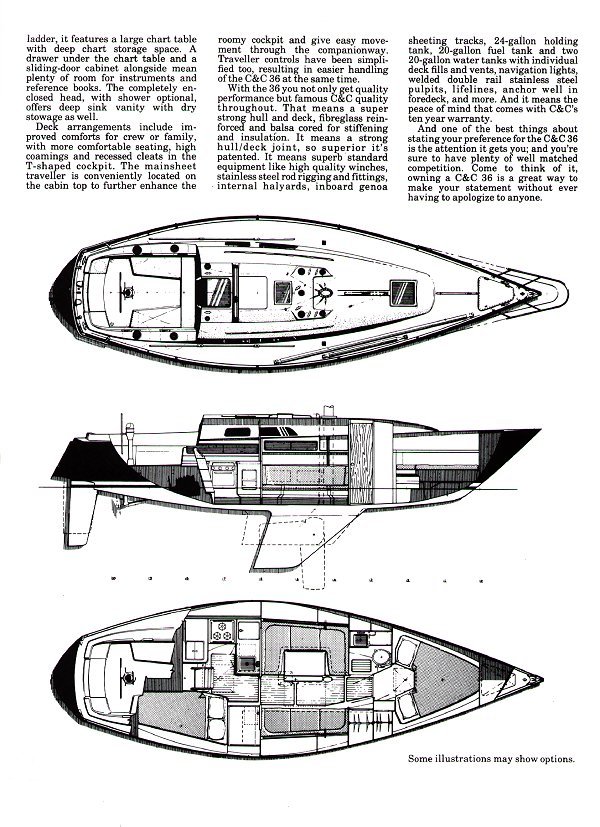 ladder, it features a large chart table
with deep chart storage space. A
drawer under the chart table and a
sliding-door cabinet alongside mean
plenty of room for instruments and
reference books. The completely en-
closed head, with shower optional,
offers deep sink vanity with dry
stowage as well.
Deck arrangements include im-
proved comforts for crew or family,
with more comfortable seating, high
coamings and recessed cleats in the
T-shaped cockpit. The mainsheet
traveller is conveniently located on
the cabin top to further enhance the
roomy cockpit and give easy move-
ment through the companionway.
Traveller controls have been simpli-
fied too, resulting in easier handling
of the C&C 36 at the same time.
With the 36 you not only get quality
performance but famous C&C quality
throughout. That means a super
strong hull and deck, fibreglass rein-
forced and balsa cored for stiffening
and insulation. It means a strong
hull/deck joint, so superior it's
patented. It means superb standard
equipment like high quality winches,
stainless steel rod rigging and fittings,
internal halyards, inboard genoa
sheeting tracks, 24-gallon holding
tank, 20-gallon fuel tank and two
20-gallon water tanks with individual
deck fills and vents, navigation lights,
welded double rail stainless steel
pulpits, lifelines, anchor well in
foredeck, and more. And it means the
peace of mind that comes with C&C's
ten year warranty.
And one of the best things about
stating your preference for the C&C 36
is the attention it gets you; and you're
sure to have plenty of well matched
competition. Come to think of it,
owning a C&C 36 is a great way to
make your statement without ever
having to apologize to anyone.
Some illustrations may show options.